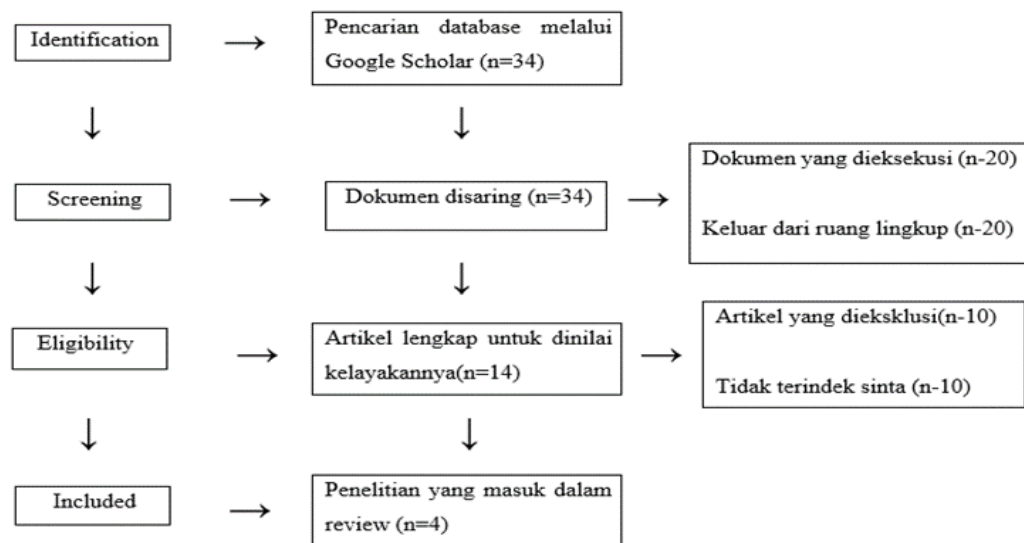 Identification
Pencarian database melalui
Google Scholar (n=34)
Screening
Dokumen disaring (n=34)
Dokumen yang dieksekusi (n-20)
Keluar dari ruang lingkup (n-20)
Eligibility
Artikel lengkap untuk dinilai
kelayakannya(n=14)
Artikel yang dieksklusi(n-10)
Tidak terindek sinta (n-10)
Included
Penelitian yang masuk dalam
review (n=4)